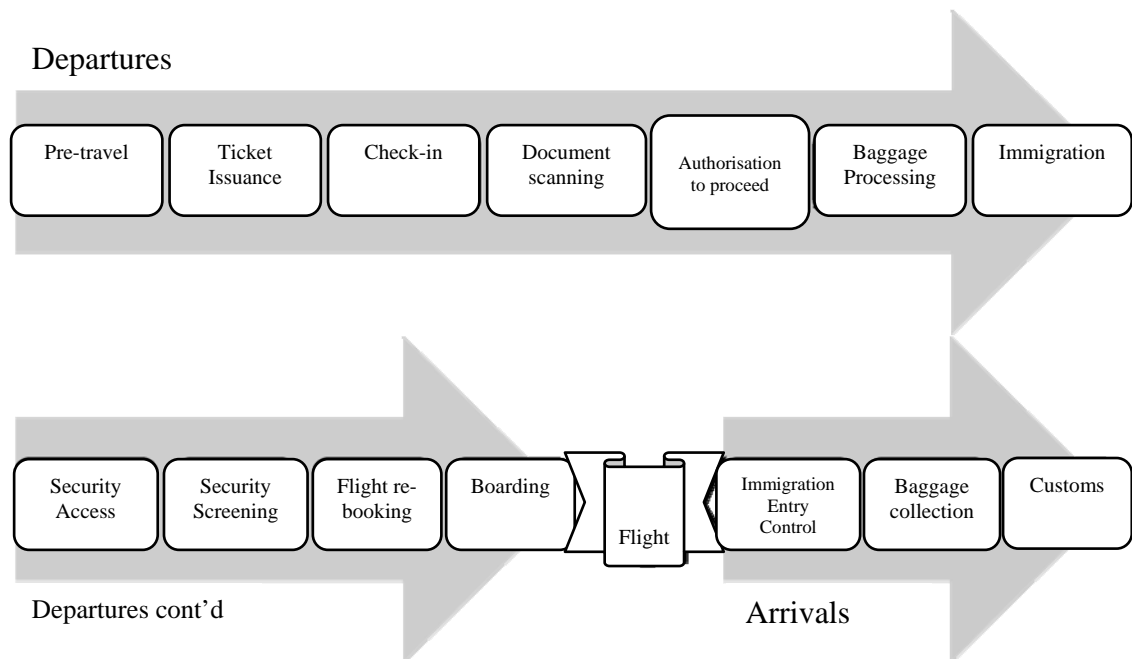 Departures
Pre-travel
Ticket
Issuance
Check-in
Document
scanning
Authorisation
to proceed
Baggage
Processing
Immigration
Security
Access
Security
Screening
Flight re-
booking
Boarding
Flight
Immigration
Entry
Control
Baggage
collection
Customs
Departures cont’d
Arrivals